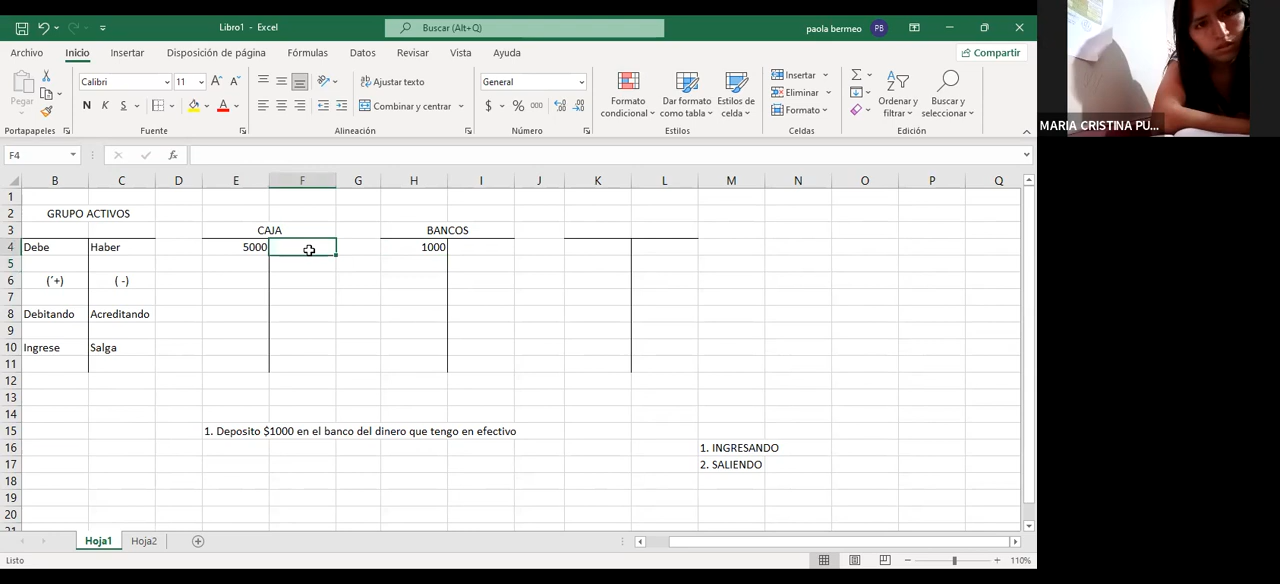 Libro1 - Excel
Buscar (Alt+Q)
paola bermeo
PB
Archivo
Inicio
Insertar
Disposición de página
Fórmulas
Datos
Revisar
Vista
Ayuda
Compartir
Pegar
Calibri
11
N K S
Ajustar texto
Combinar y centrar
General
$ % 000
Formato condicional
Dar formato como tabla
Estilos de celda
Insertar
Eliminar
Formato
Ordenar y filtrar
Buscar y seleccionar
Portapapeles
Fuente
Alineación
Número
Estilos
Celdas
Edición
MARIA CRISTINA PU...
F4
fx
B C D E F G H I J K L M N O P Q
1
2 GRUPO ACTIVOS
3 CAJA BANCOS
4 Debe Haber 5000 1000
5
6 (´+) ( -)
7
8 Debitando Acreditando
9
10 Ingrese Salga
11
12
13
14
15 1. Deposito $1000 en el banco del dinero que tengo en efectivo
16 1. INGRESANDO
17 2. SALIENDO
18
19
20
21
Hoja1
Hoja2
Listo
110%